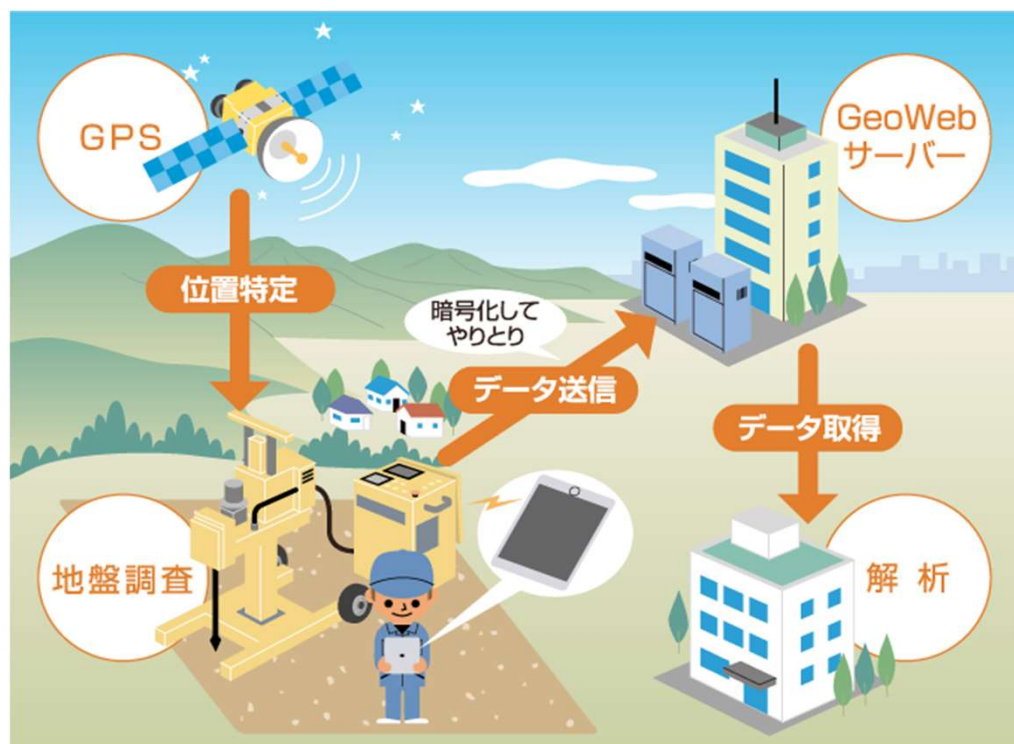 GPS
GeoWeb
サーバー
位置特定
暗号化して
やりとり
データ送信
データ取得
地盤調査
解析